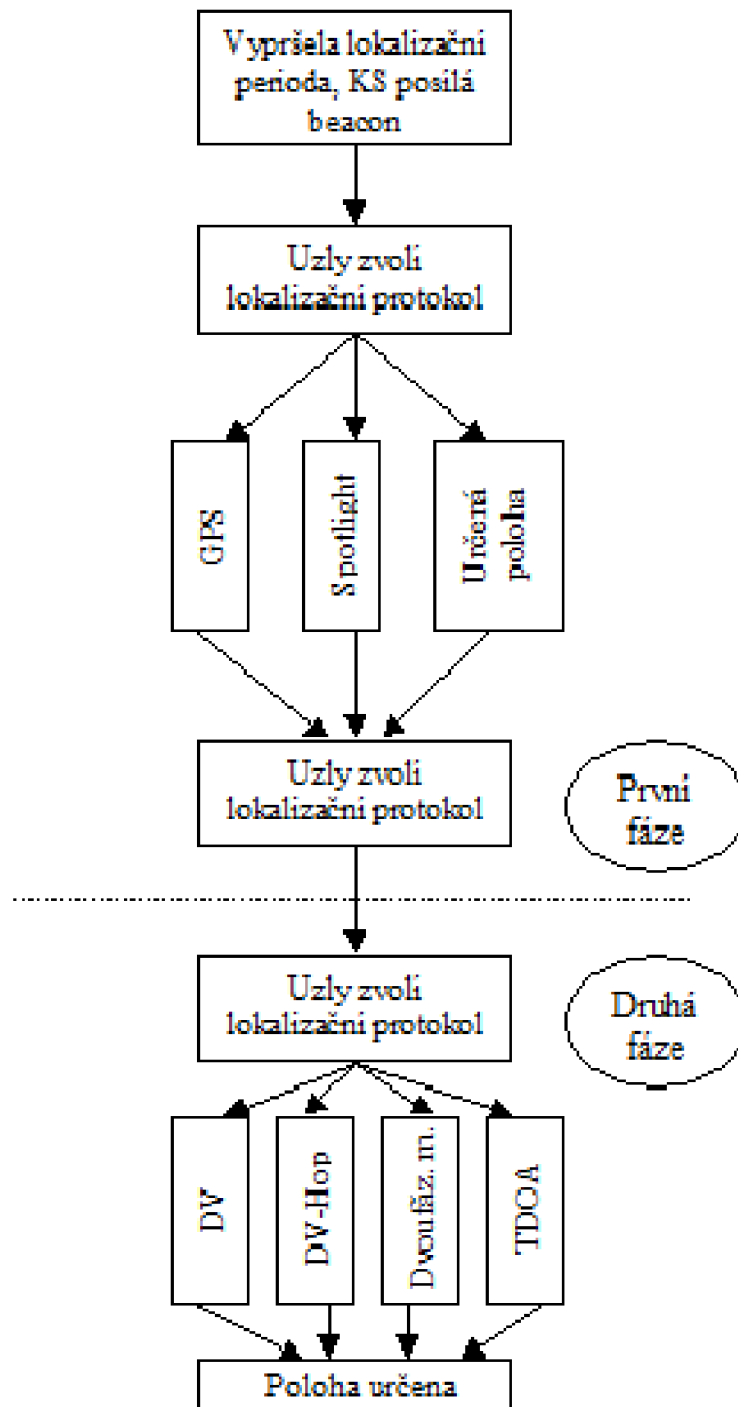 Vypršela lokalizační
perioda, KS posílá
beacon
Uzly zvolí
lokalizační protokol
GPS
Spotlight
Určená
poloha
Uzly zvolí
lokalizační protokol
První
fáze
Uzly zvolí
lokalizační protokol
Druhá
fáze
DV
DV-Hop
Dvoufáz. m.
TDOA
Poloha určena